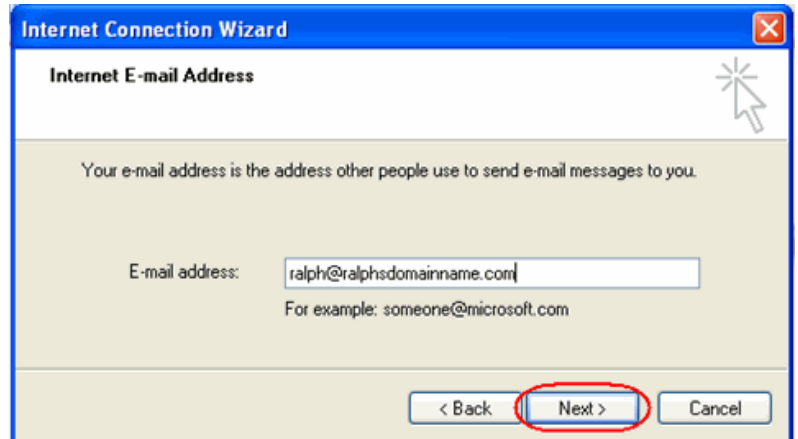 Internet Connection Wizard
Internet E-mail Address
Your e-mail address is the address other people use to send e-mail messages to you.
E-mail address: ralph@ralphsdomainname.com
For example: someone@microsoft.com
< Back Next > Cancel